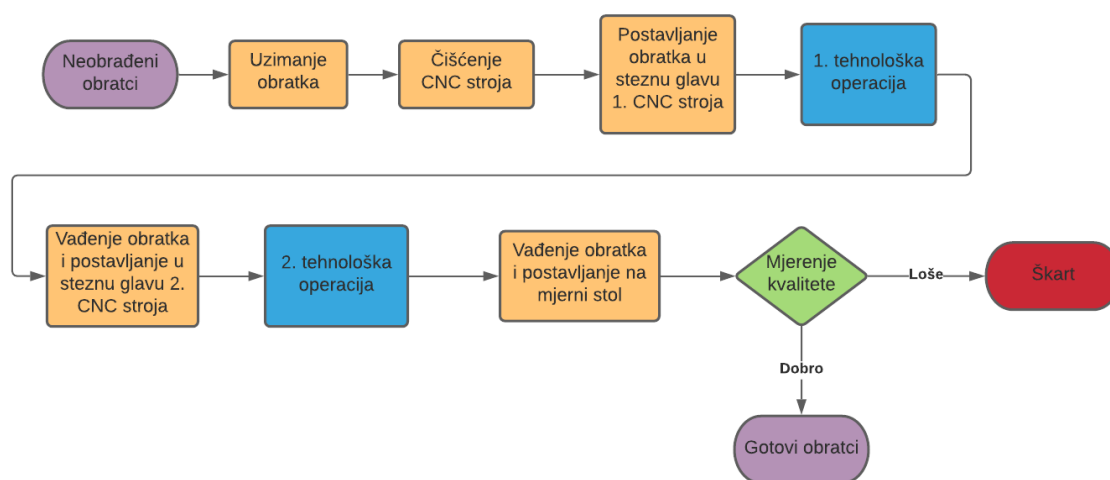 Neobrađeni
obratci
Uzimanje
obratka
Čišćenje
CNC stroja
Postavljanje
obratka u
steznu glavu
1. CNC stroja
1. tehnološka
operacija
Vađenje obratka
i postavljanje u
steznu glavu 2.
CNC stroja
2. tehnološka
operacija
Vađenje obratka
i postavljanje na
mjerni stol
Mjerenje
kvalitete
Loše
Škart
Dobro
Gotovi obratci